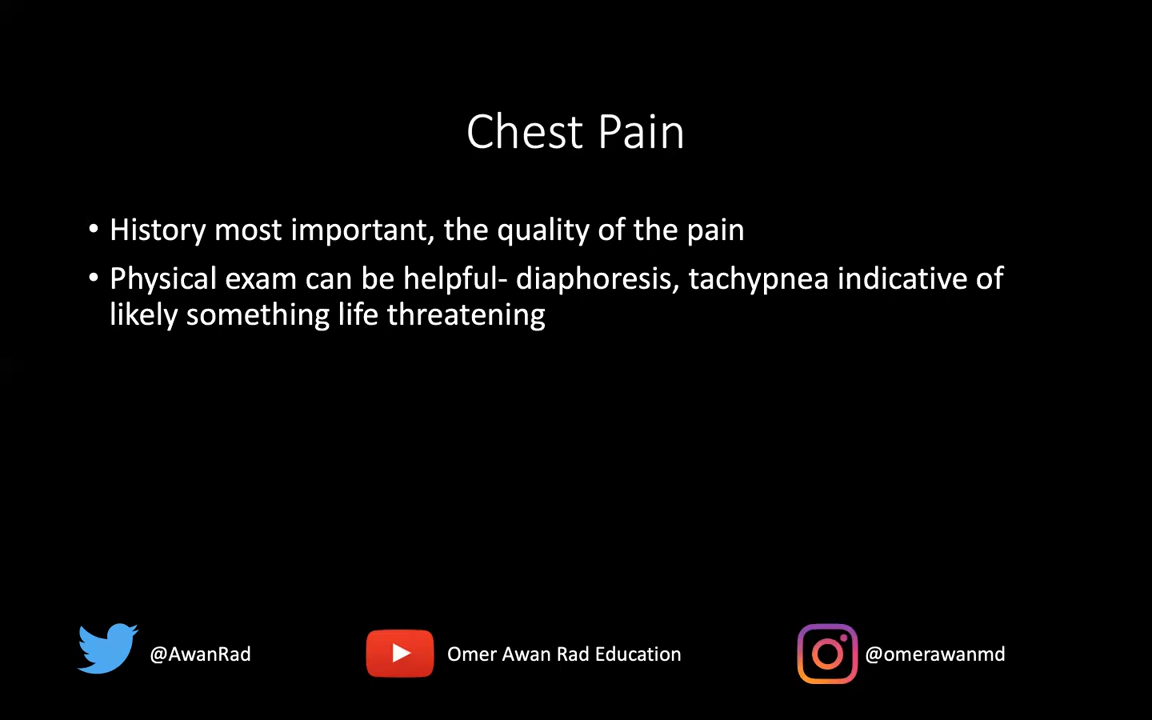 Chest Pain
• History most important, the quality of the pain
• Physical exam can be helpful- diaphoresis, tachypnea indicative of
likely something life threatening
@AwanRad
Omer Awan Rad Education
@omerawanmd